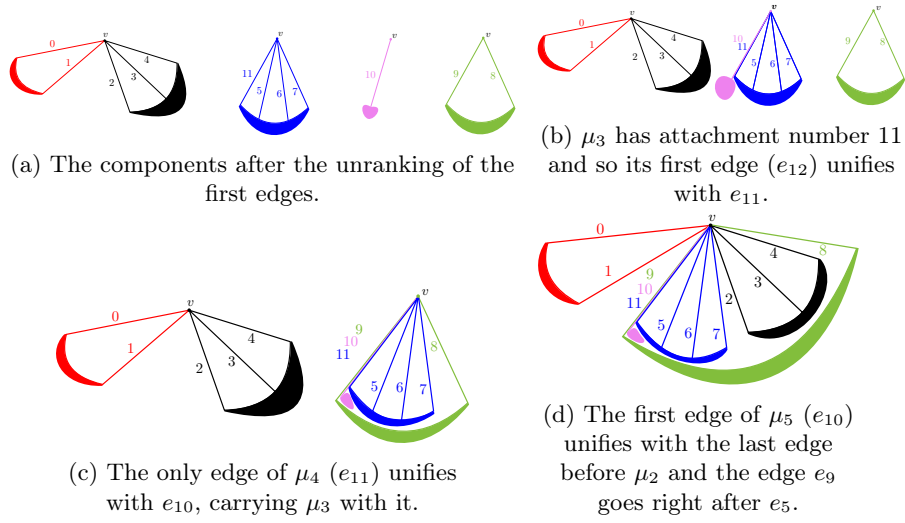 v
0
1
2
3
4
v
11
5
6
7
v
10
v
9
8
(a) The components after the unranking of the
first edges.
v
0
1
2
3
4
v
10
11
5
6
7
v
9
8
(b) μ₃ has attachment number 11
and so its first edge (e₁₂) unifies
with e₁₁.
v
0
1
2
3
4
v
9
10
11
5
6
7
8
(c) The only edge of μ₄ (e₁₁) unifies
with e₁₀, carrying μ₃ with it.
v
0
1
9
10
11
5
6
7
2
3
4
8
(d) The first edge of μ₅ (e₁₀)
unifies with the last edge
before μ₂ and the edge e₉
goes right after e₅.